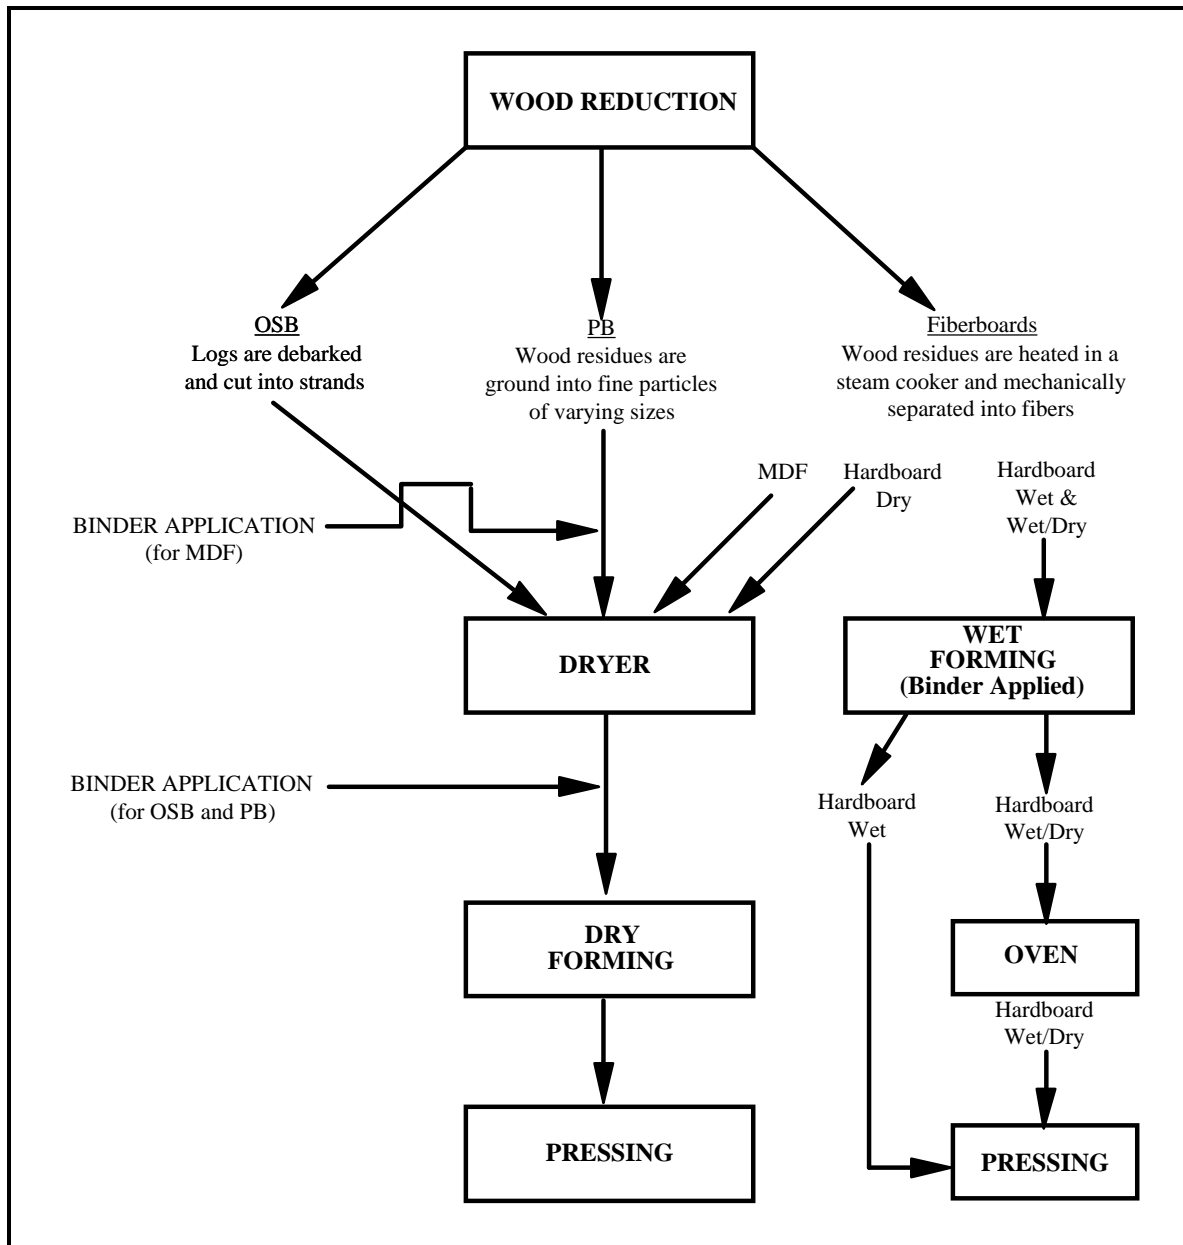 WOOD REDUCTION
OSB
Logs are debarked
and cut into strands
PB
Wood residues are
ground into fine particles
of varying sizes
Fiberboards
Wood residues are heated in a
steam cooker and mechanically
separated into fibers
MDF
Hardboard
Dry
Hardboard
Wet &
Wet/Dry
BINDER APPLICATION
(for MDF)
DRYER
WET
FORMING
(Binder Applied)
BINDER APPLICATION
(for OSB and PB)
Hardboard
Wet
Hardboard
Wet/Dry
DRY
FORMING
OVEN
Hardboard
Wet/Dry
PRESSING
PRESSING